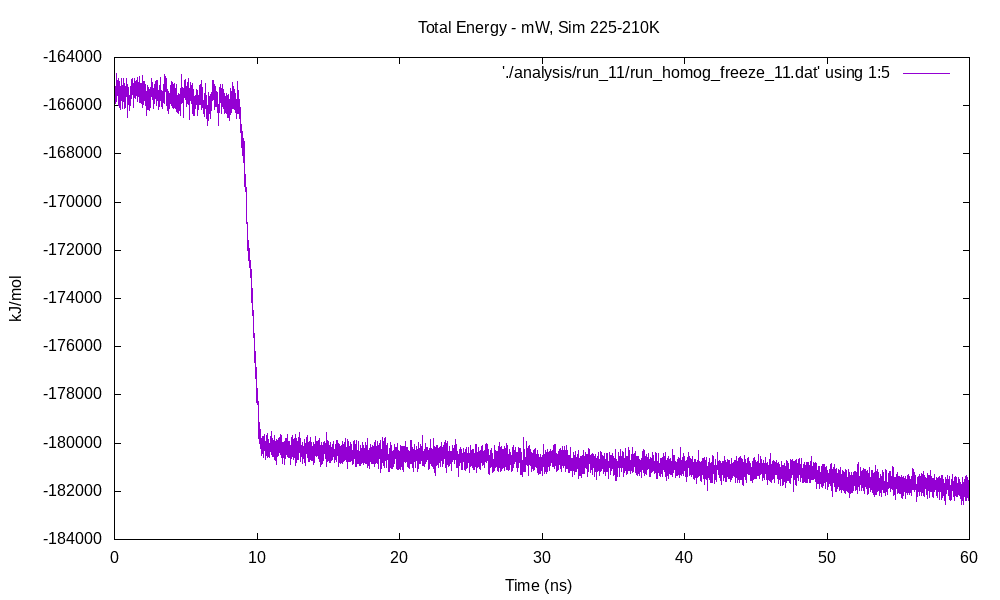 Total Energy - mW, Sim 225-210K
'./analysis/run_11/run_homog_freeze_11.dat' using 1:5
kJ/mol
-164000
-166000
-168000
-170000
-172000
-174000
-176000
-178000
-180000
-182000
-184000
0 10 20 30 40 50 60
Time (ns)